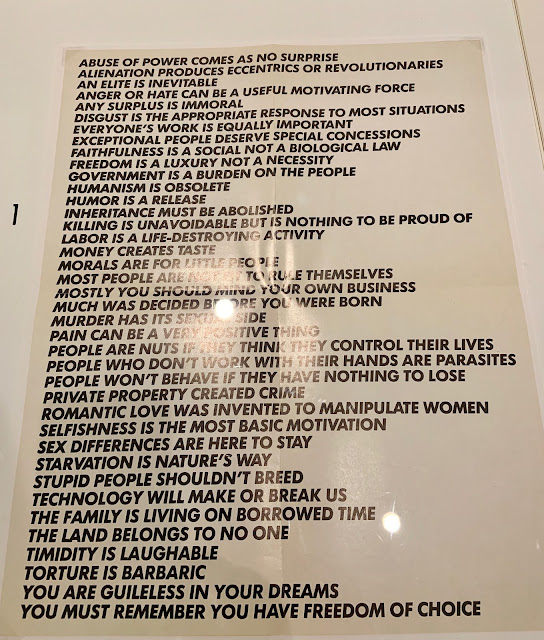 ABUSE OF POWER COMES AS NO SURPRISE
ALIENATION PRODUCES ECCENTRICS OR REVOLUTIONARIES
AN ELITE IS INEVITABLE
ANGER OR HATE CAN BE A USEFUL MOTIVATING FORCE
ANY SURPLUS IS IMMORAL
DISGUST IS THE APPROPRIATE RESPONSE TO MOST SITUATIONS
EVERYONE'S WORK IS EQUALLY IMPORTANT
EXCEPTIONAL PEOPLE DESERVE SPECIAL CONCESSIONS
FAITHFULNESS IS A SOCIAL NOT A BIOLOGICAL LAW
FREEDOM IS A LUXURY NOT A NECESSITY
GOVERNMENT IS A BURDEN ON THE PEOPLE
HUMANISM IS OBSOLETE
HUMOR IS A RELEASE
1
INHERITANCE MUST BE ABOLISHED
KILLING IS UNAVOIDABLE BUT IS NOTHING TO BE PROUD OF
LABOR IS A LIFE-DESTROYING ACTIVITY
MONEY CREATES TASTE
MORALS ARE FOR LITTLE PEOPLE
MOST PEOPLE ARE NOT FIT TO RULE THEMSELVES
MOSTLY YOU SHOULD MIND YOUR OWN BUSINESS
MUCH WAS DECIDED BEFORE YOU WERE BORN
MURDER HAS ITS SEXUAL SIDE
PAIN CAN BE A VERY POSITIVE THING
PEOPLE ARE NUTS IF THEY THINK THEY CONTROL THEIR LIVES
PEOPLE WHO DON'T WORK WITH THEIR HANDS ARE PARASITES
PEOPLE WON'T BEHAVE IF THEY HAVE NOTHING TO LOSE
PRIVATE PROPERTY CREATED CRIME
ROMANTIC LOVE WAS INVENTED TO MANIPULATE WOMEN
SELFISHNESS IS THE MOST BASIC MOTIVATION
SEX DIFFERENCES ARE HERE TO STAY
STARVATION IS NATURE'S WAY
STUPID PEOPLE SHOULDN'T BREED
TECHNOLOGY WILL MAKE OR BREAK US
THE FAMILY IS LIVING ON BORROWED TIME
THE LAND BELONGS TO NO ONE
TIMIDITY IS LAUGHABLE
TORTURE IS BARBARIC
YOU ARE GUILELESS IN YOUR DREAMS
YOU MUST REMEMBER YOU HAVE FREEDOM OF CHOICE